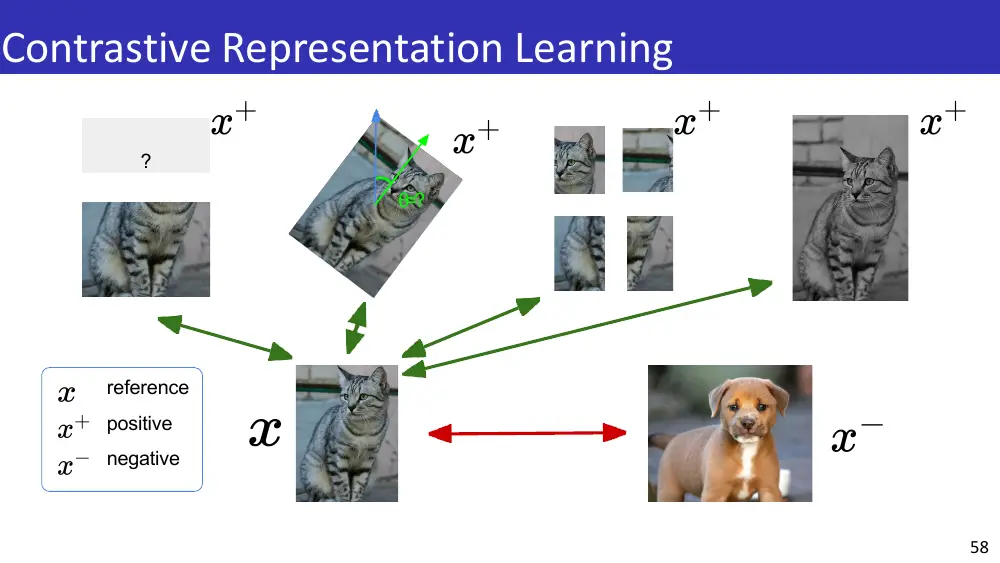 Contrastive Representation Learning
x⁺
?
x⁺
θ=?
x⁺
x⁺
x reference
x⁺ positive
x⁻ negative
x
x⁻
58